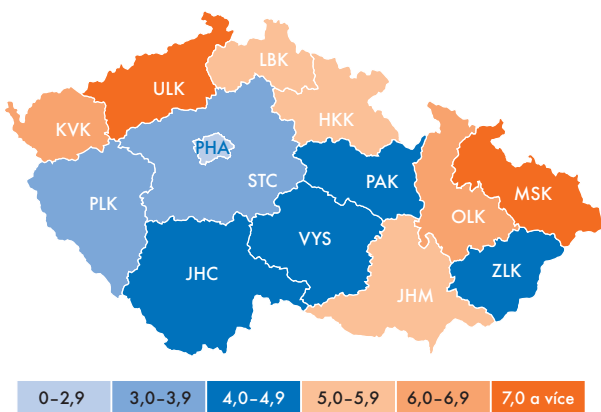 LBK
ULK
HKK
KVK
PHA
STC
PAK
MSK
PLK
OLK
VYS
JHC
ZLK
JHM
0–2,9 3,0–3,9 4,0–4,9 5,0–5,9 6,0–6,9 7,0 a více